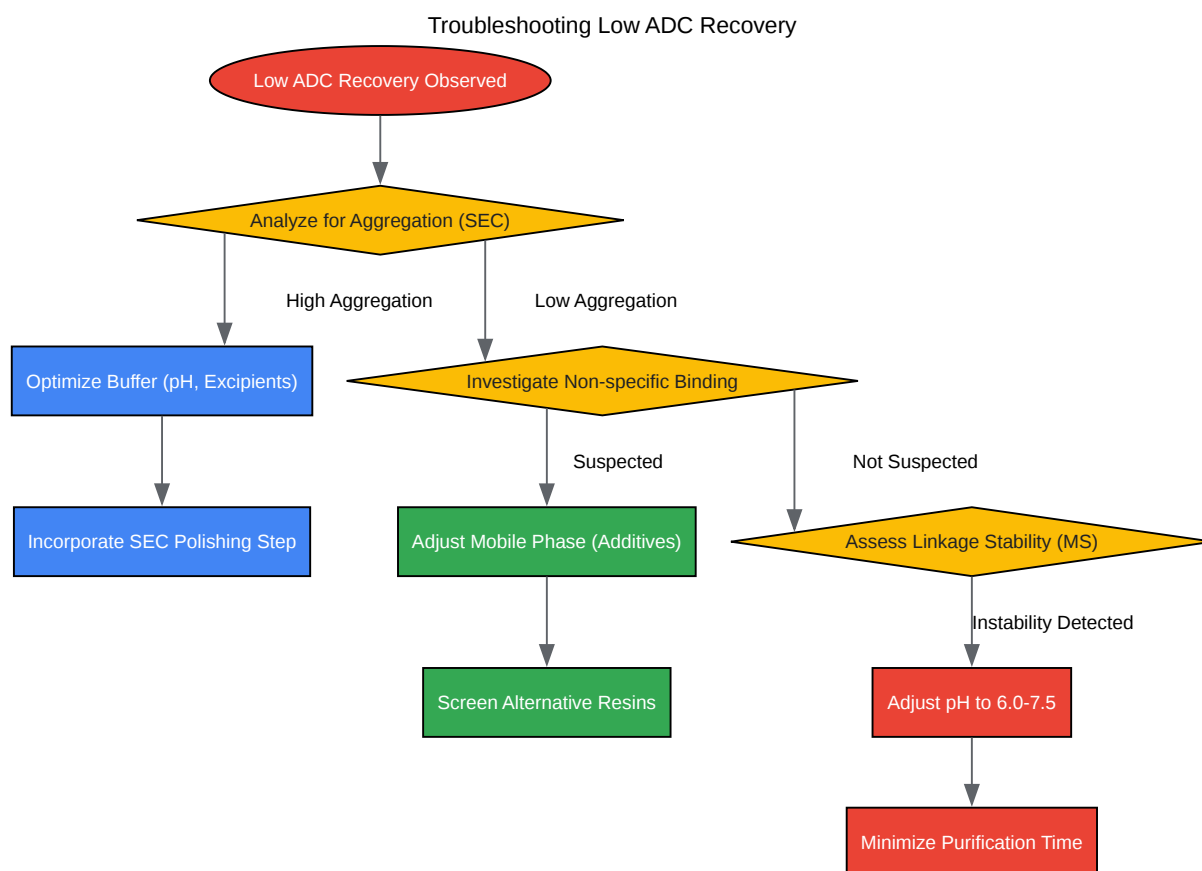 Troubleshooting Low ADC Recovery
Low ADC Recovery Observed
Analyze for Aggregation (SEC)
High Aggregation
Low Aggregation
Optimize Buffer (pH, Excipients)
Investigate Non-specific Binding
Suspected
Not Suspected
Incorporate SEC Polishing Step
Adjust Mobile Phase (Additives)
Assess Linkage Stability (MS)
Instability Detected
Screen Alternative Resins
Adjust pH to 6.0-7.5
Minimize Purification Time